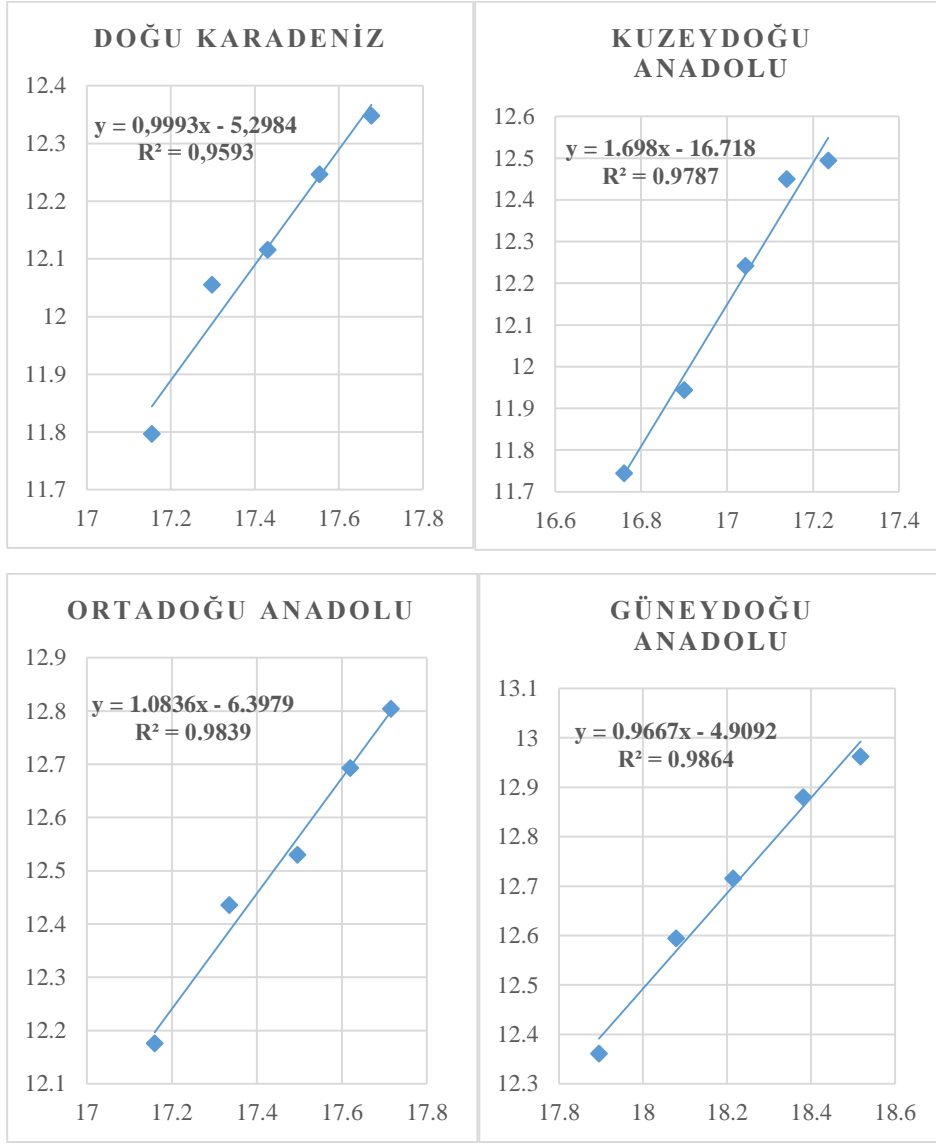 DOĞU KARADENİZ
y = 0,9993x - 5,2984
R² = 0,9593
12.4
12.3
12.2
12.1
12
11.9
11.8
11.7
17 17.2 17.4 17.6 17.8
KUZEYDOĞU
ANADOLU
y = 1.698x - 16.718
R² = 0.9787
12.6
12.5
12.4
12.3
12.2
12.1
12
11.9
11.8
11.7
16.6 16.8 17 17.2 17.4
ORTADOĞU ANADOLU
y = 1.0836x - 6.3979
R² = 0.9839
12.9
12.8
12.7
12.6
12.5
12.4
12.3
12.2
12.1
17 17.2 17.4 17.6 17.8
GÜNEYDOĞU
ANADOLU
y = 0.9667x - 4.9092
R² = 0.9864
13.1
13
12.9
12.8
12.7
12.6
12.5
12.4
12.3
17.8 18 18.2 18.4 18.6